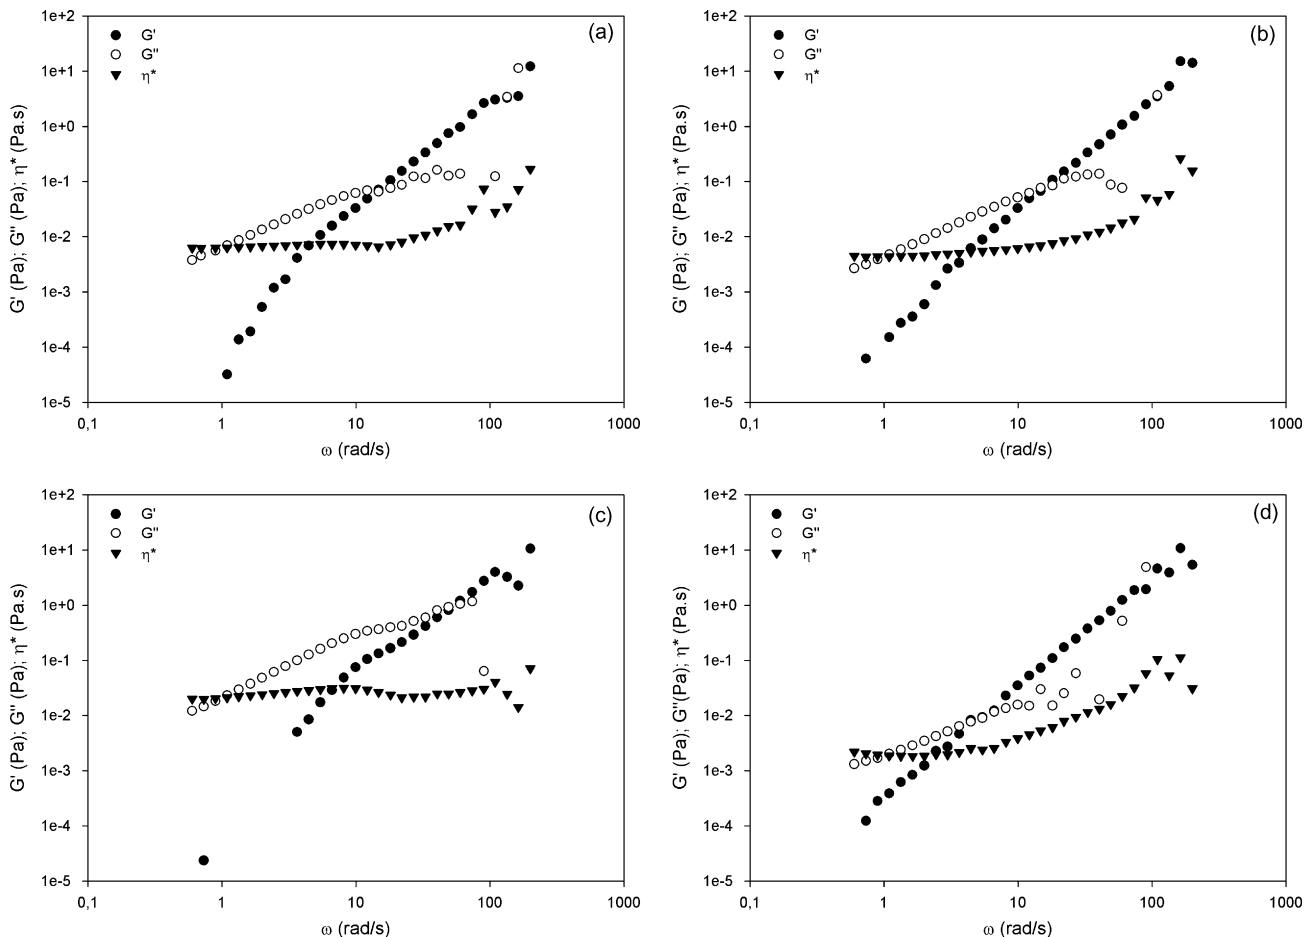 (a)
G'
G''
η*
1e+2
1e+1
1e+0
1e-1
1e-2
1e-3
1e-4
1e-5
G' (Pa); G'' (Pa); η* (Pa.s)
0,1 1 10 100 1000
ω (rad/s)
(b)
G'
G''
η*
1e+2
1e+1
1e+0
1e-1
1e-2
1e-3
1e-4
1e-5
G' (Pa); G'' (Pa); η* (Pa.s)
0,1 1 10 100 1000
ω (rad/s)
(c)
G'
G''
η*
1e+2
1e+1
1e+0
1e-1
1e-2
1e-3
1e-4
1e-5
G' (Pa); G'' (Pa); η* (Pa.s)
0,1 1 10 100 1000
ω (rad/s)
(d)
G'
G''
η*
1e+2
1e+1
1e+0
1e-1
1e-2
1e-3
1e-4
1e-5
G' (Pa); G''(Pa); η* (Pa.s)
0,1 1 10 100 1000
ω (rad/s)